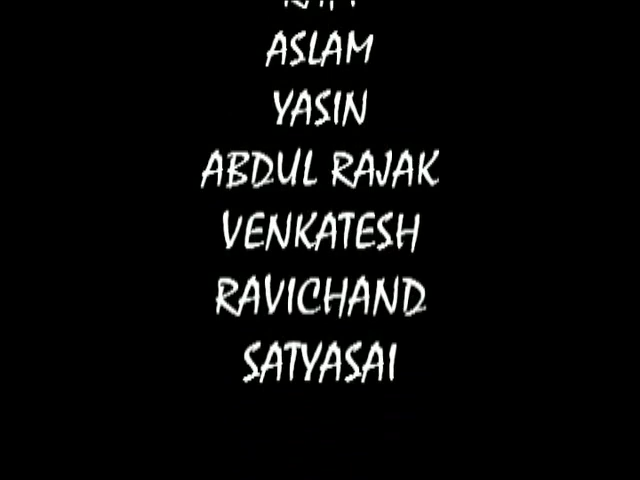 ASLAM
YASIN
ABDUL RAJAK
VENKATESH
RAVICHAND
SATYASAI